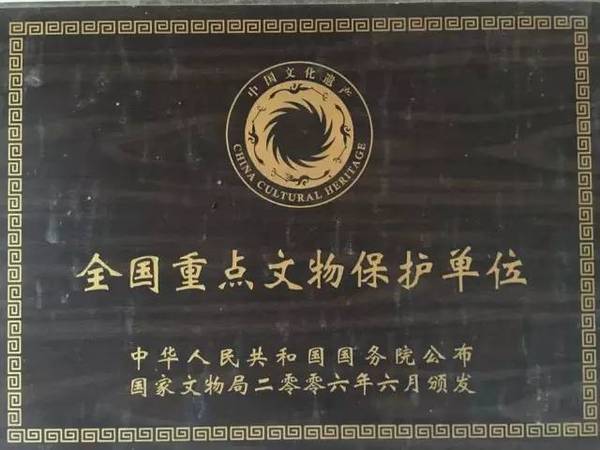 中国文化遗产
CHINA CULTURAL HERITAGE
全国重点文物保护单位
中华人民共和国国务院公布
国家文物局二零零六年六月颁发